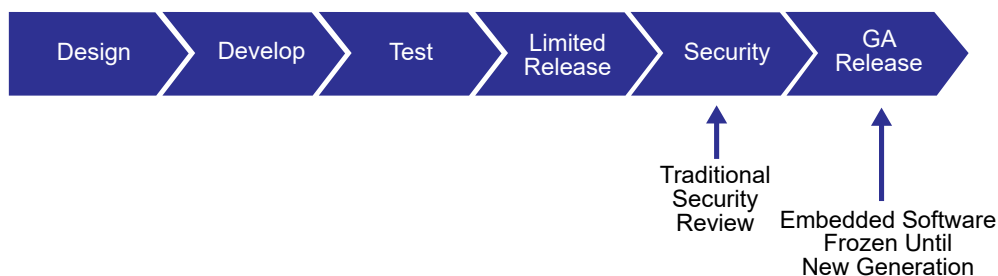 Design
Develop
Test
Limited
Release
Security
GA
Release
Traditional
Security
Review
Embedded Software
Frozen Until
New Generation